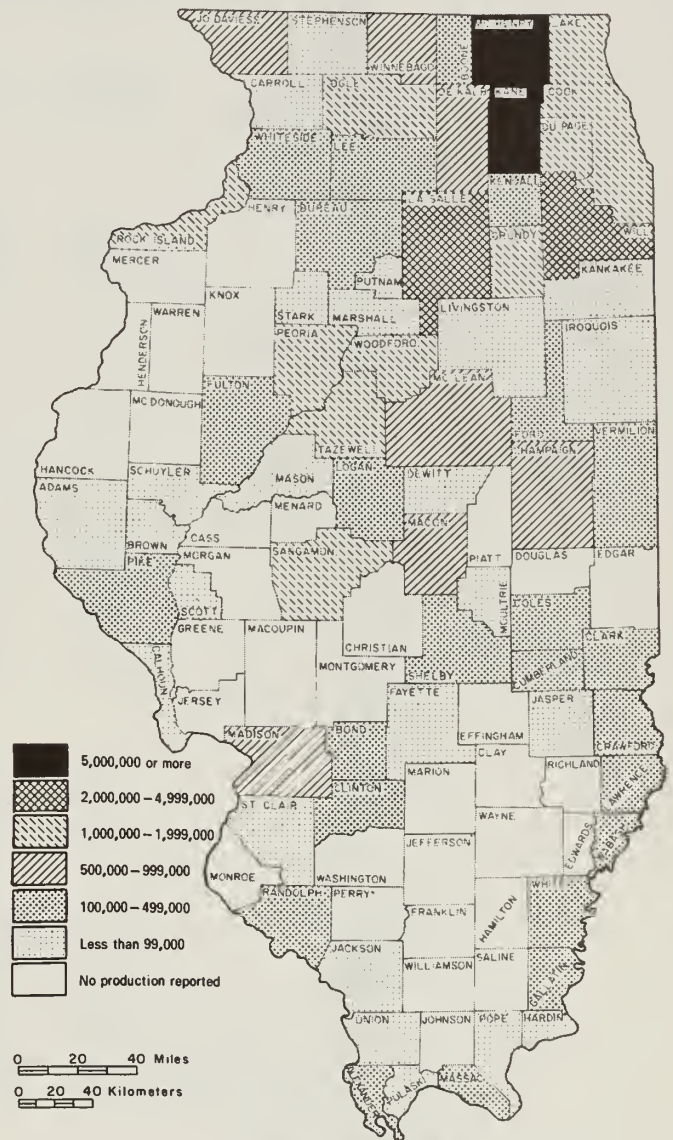 JO DAVIESS
STEPHENSON
WINNEBAGO
BOONE
MC HENRY
LAKE
CARROLL
OGLE
DE KALB
KANE
COOK
DU PAGE
WHITESIDE
LEE
KENDALL
HENRY
BUREAU
LA SALLE
GRUNDY
WILL
ROCK ISLAND
MERCER
PUTNAM
KANKAKEE
KNOX
STARK
MARSHALL
LIVINGSTON
IROQUOIS
HENDERSON
WARREN
PEORIA
WOODFORD
FULTON
MC LEAN
MC DONOUGH
FORD
VERMILION
TAZEWELL
CHAMPAIGN
HANCOCK
SCHUYLER
MASON
LOGAN
DEWITT
ADAMS
MENARD
BROWN
CASS
MACON
PIATT
DOUGLAS
EDGAR
PIKE
MORGAN
SANGAMON
SCOTT
MOULTRIE
COLES
GREENE
MACOUPIN
CHRISTIAN
CLARK
CALHOUN
MONTGOMERY
SHELBY
CUMBERLAND
JERSEY
FAYETTE
JASPER
MADISON
BOND
EFFINGHAM
CRAWFORD
CLAY
RICHLAND
LAWRENCE
CLINTON
MARION
ST. CLAIR
WAYNE
EDWARDS
WABASH
JEFFERSON
MONROE
WASHINGTON
RANDOLPH
PERRY
HAMILTON
WHITE
FRANKLIN
JACKSON
WILLIAMSON
SALINE
GALLATIN
UNION
JOHNSON
POPE
HARDIN
ALEXANDER
PULASKI
MASSAC
5,000,000 or more
2,000,000 – 4,999,000
1,000,000 – 1,999,000
500,000 – 999,000
100,000 – 499,000
Less than 99,000
No production reported
0 20 40 Miles
0 20 40 Kilometers